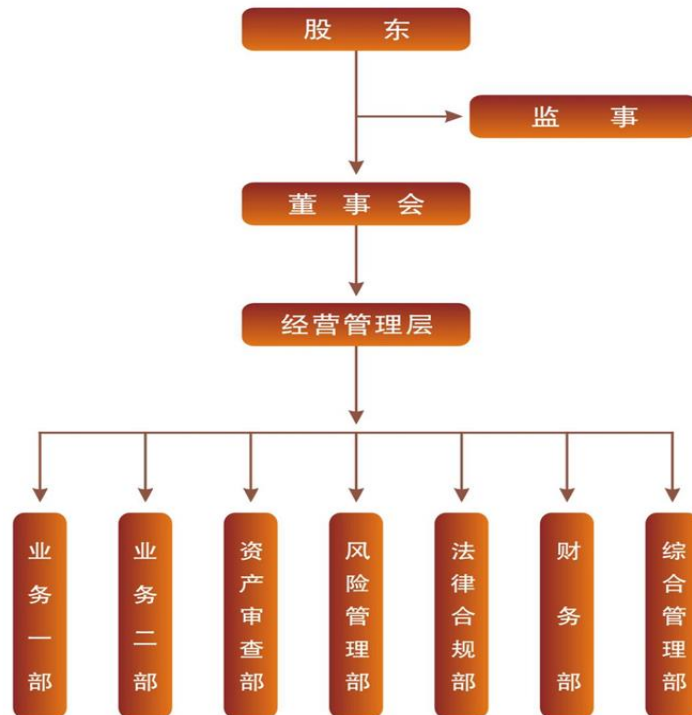 股东
监事
董事会
经营管理层
业务一部
业务二部
资产审查部
风险管理部
法律合规部
财务部
综合管理部